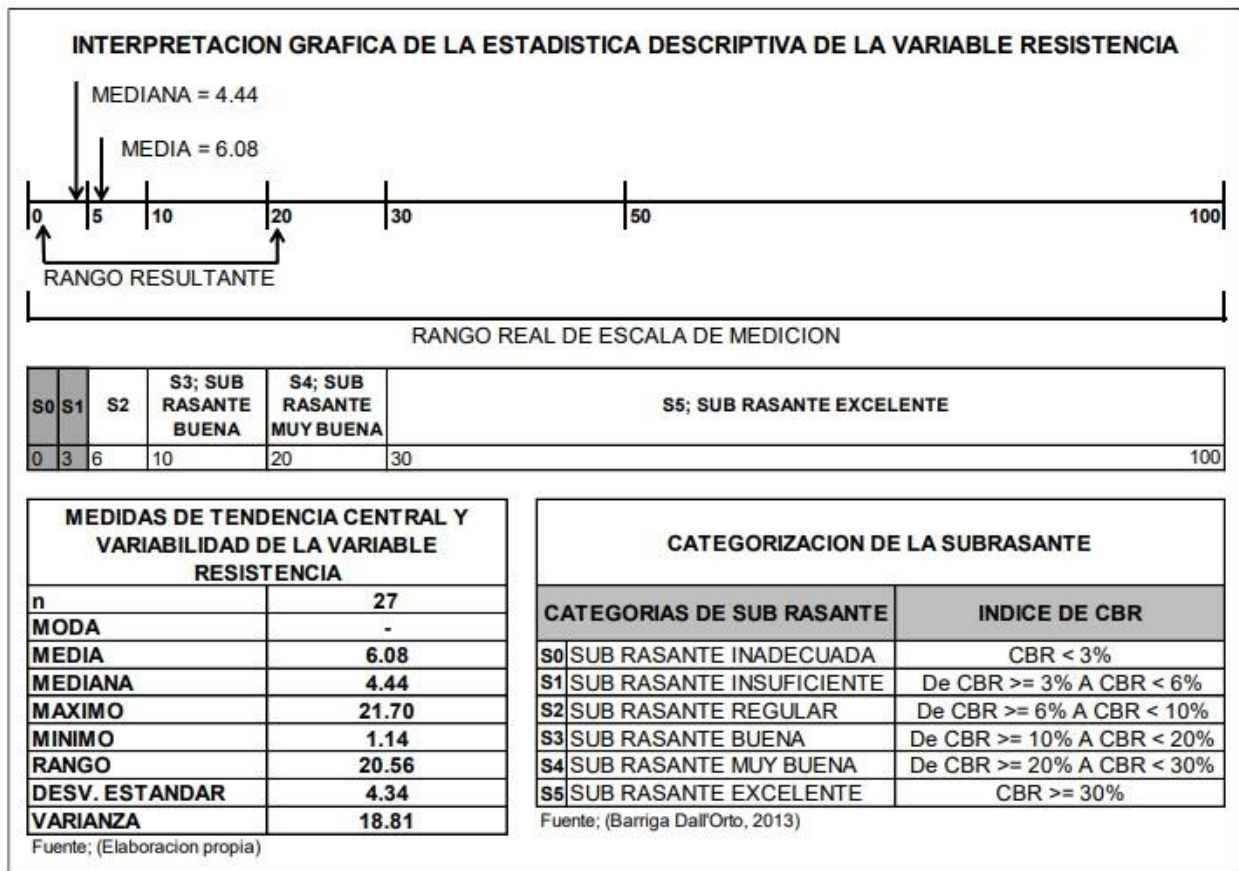 INTERPRETACION GRAFICA DE LA ESTADISTICA DESCRIPTIVA DE LA VARIABLE RESISTENCIA
MEDIANA = 4.44
MEDIA = 6.08
0 5 10 20 30 50 100
RANGO RESULTANTE
RANGO REAL DE ESCALA DE MEDICION
S0 S1 S2 S3; SUB RASANTE BUENA S4; SUB RASANTE MUY BUENA S5; SUB RASANTE EXCELENTE
0 3 6 10 20 30 100
MEDIDAS DE TENDENCIA CENTRAL Y
VARIABILIDAD DE LA VARIABLE
RESISTENCIA
n 27
MODA -
MEDIA 6.08
MEDIANA 4.44
MAXIMO 21.70
MINIMO 1.14
RANGO 20.56
DESV. ESTANDAR 4.34
VARIANZA 18.81
Fuente; (Elaboracion propia)
CATEGORIZACION DE LA SUBRASANTE
CATEGORIAS DE SUB RASANTE INDICE DE CBR
S0 SUB RASANTE INADECUADA CBR < 3%
S1 SUB RASANTE INSUFICIENTE De CBR >= 3% A CBR < 6%
S2 SUB RASANTE REGULAR De CBR >= 6% A CBR < 10%
S3 SUB RASANTE BUENA De CBR >= 10% A CBR < 20%
S4 SUB RASANTE MUY BUENA De CBR >= 20% A CBR < 30%
S5 SUB RASANTE EXCELENTE CBR >= 30%
Fuente; (Barriga Dall'Orto, 2013)